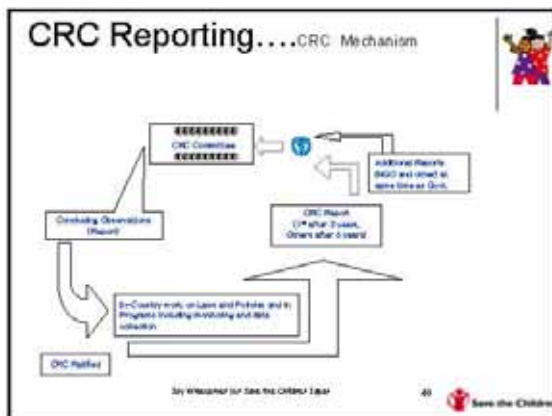 CRC Reporting....CRC Mechanism
CRC Committee
Additional Reports
(NGO and other) at
same time as Govt.
Concluding Observations
(Report)
CRC Report
(1st after 2 years,
Others after 5 years)
In-Country work on Laws and Policies and in
Programs including monitoring and data
collection
CRC Ratified
Save the Children